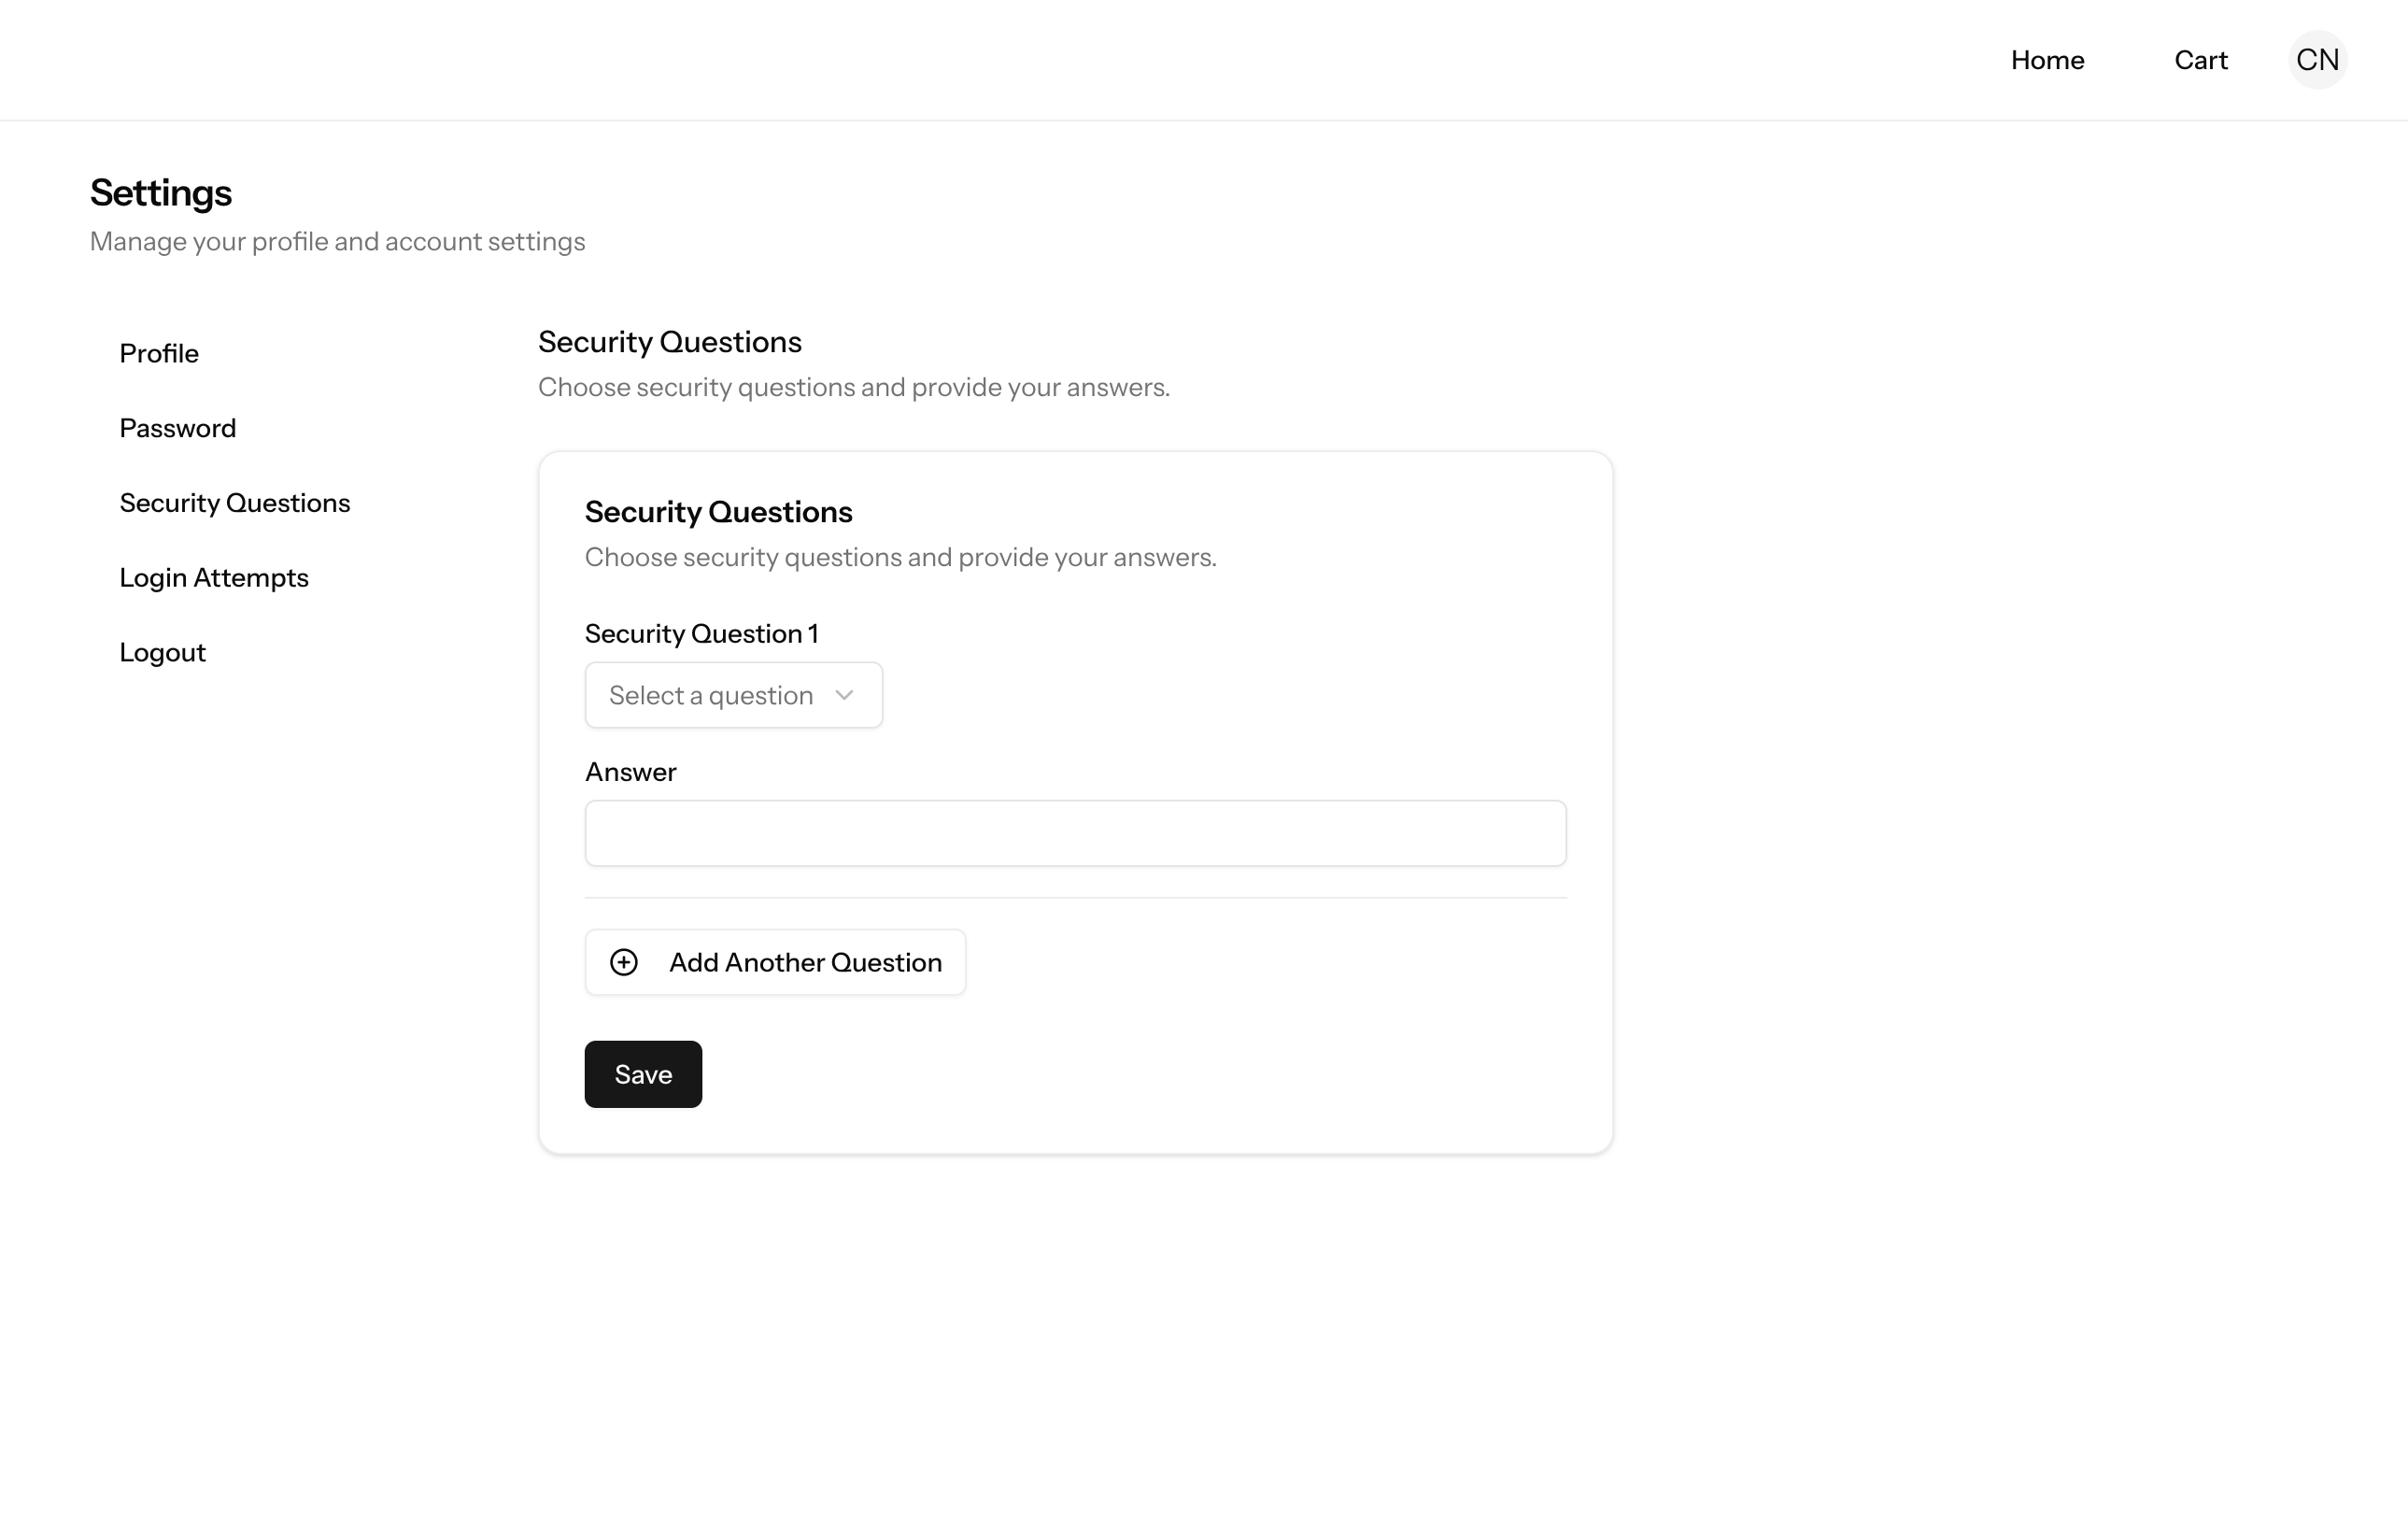 Home
Cart
CN
Settings
Manage your profile and account settings
Profile
Password
Security Questions
Login Attempts
Logout
Security Questions
Choose security questions and provide your answers.
Security Questions
Choose security questions and provide your answers.
Security Question 1
Select a question
Answer
Add Another Question
Save